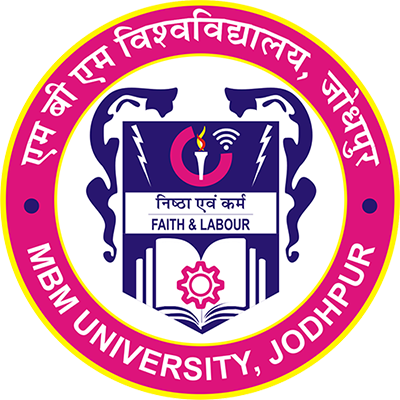 एम बी एम विश्वविद्यालय, जोधपुर
निष्ठा एवं कर्म
FAITH & LABOUR
MBM UNIVERSITY, JODHPUR